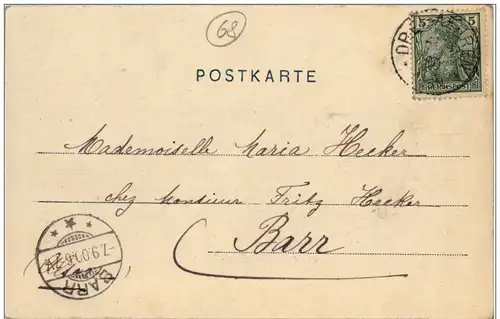 68
5 5
REICHSPOST
POSTKARTE
Mademoiselle Maria Hecker
chez Monsieur Fritz Hecker
Barr
BARR
7.9.00